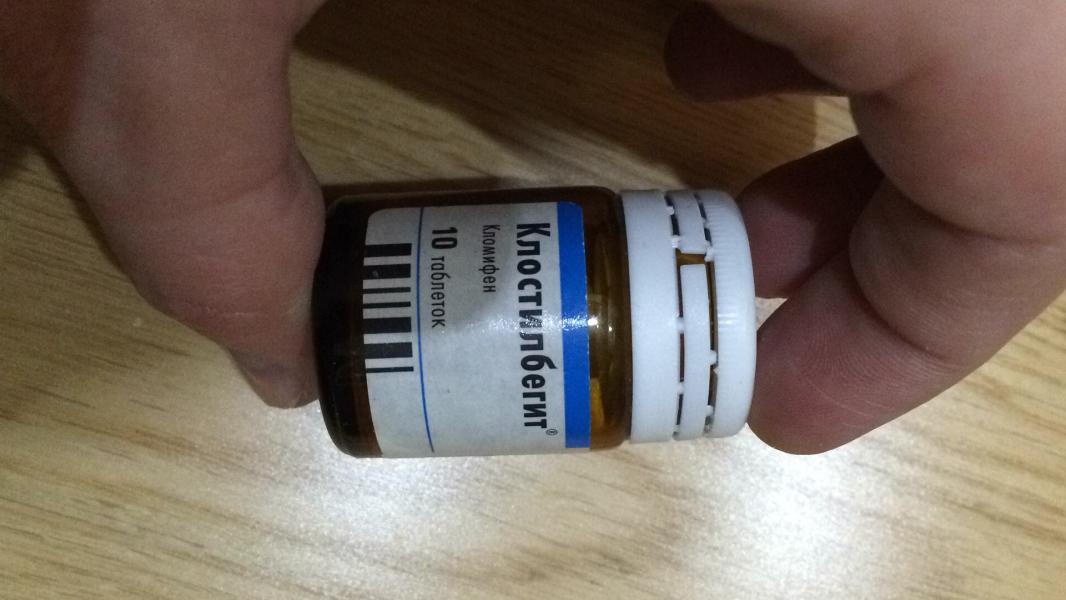 Клостилбегит®
Кломифен
10 таблеток